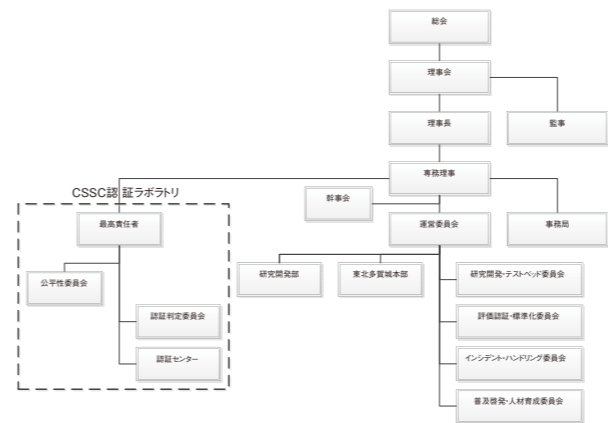 総会
理事会
理事長
監事
専務理事
CSSC認 証ラボラトリ
幹事会
最高責任者
運営委員会
事務局
公平性委員会
研究開発部
東北多賀城本部
研究開発・テストベッド委員会
認証判定委員会
評価認証・標準化委員会
認証センター
インシデント・ハンドリング委員会
普及啓発・人材育成委員会